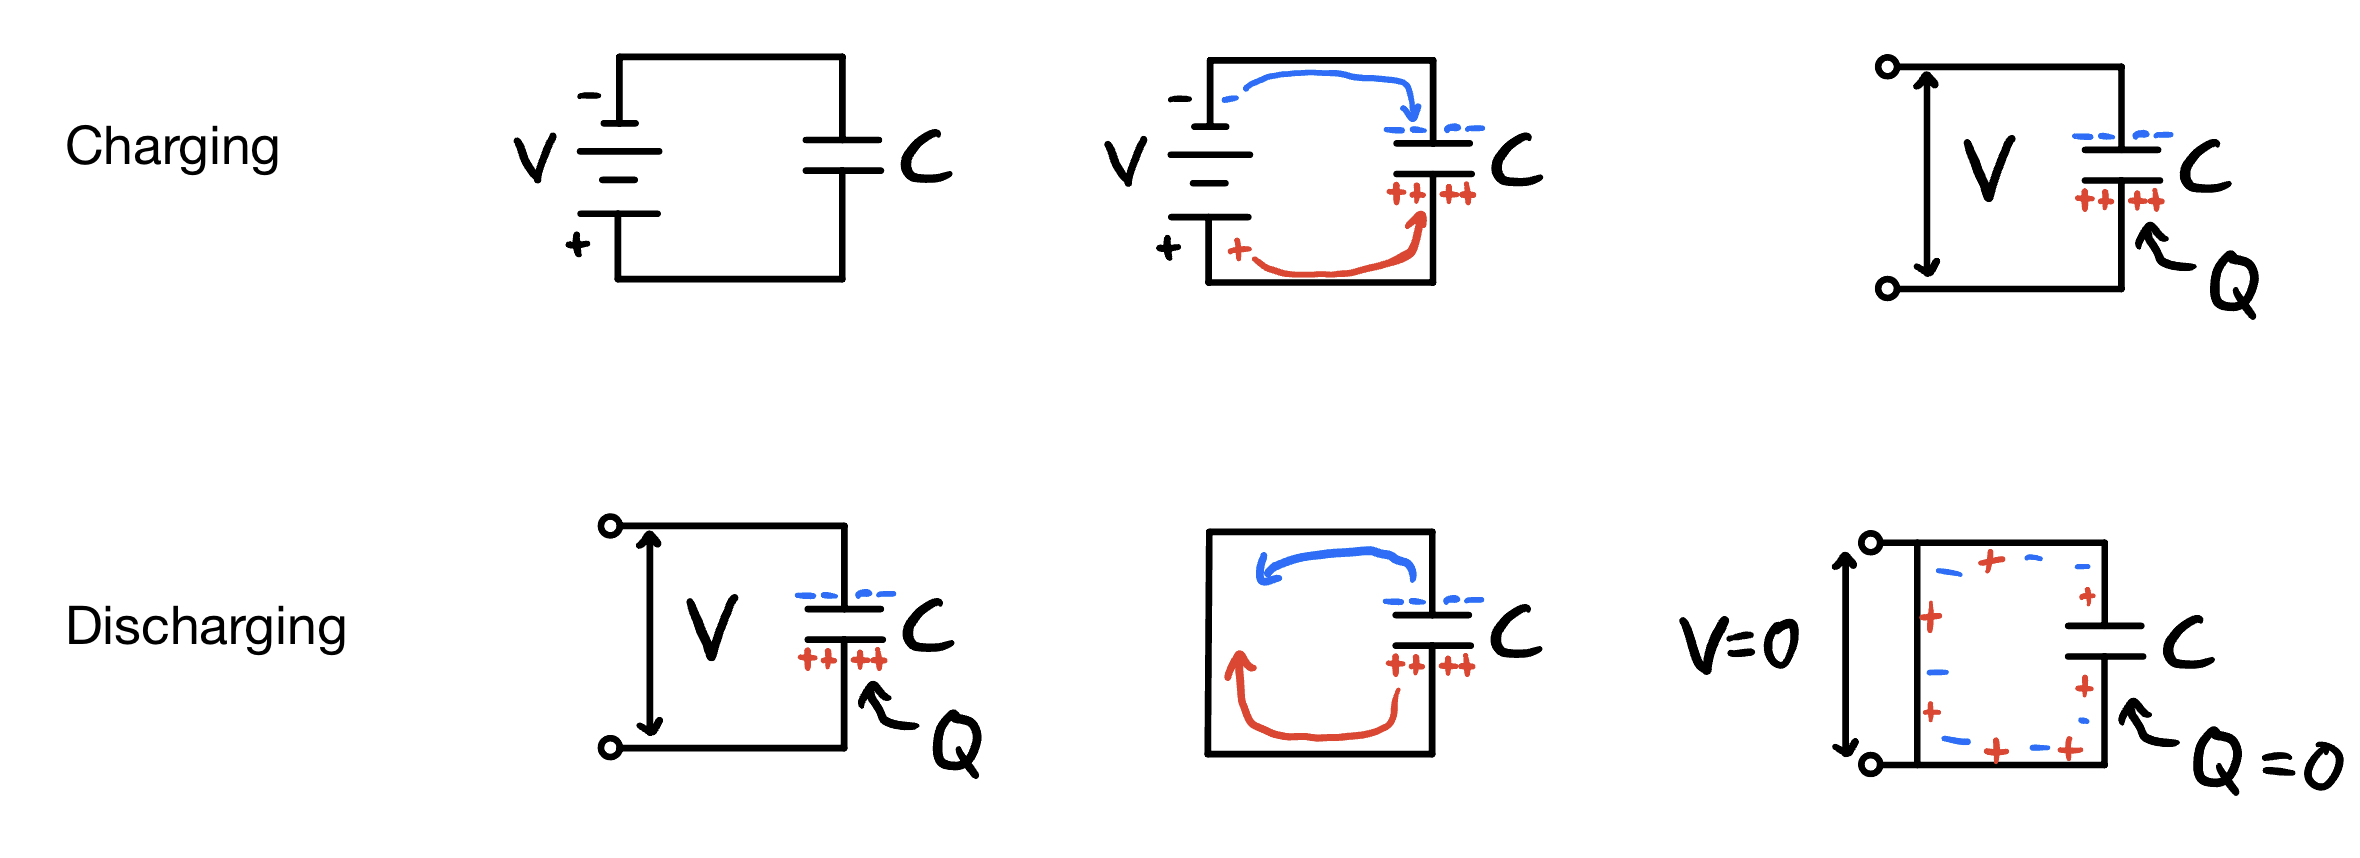 Charging
- V + C
- V + C - -- -- -- ++ ++ +
V C -- -- ++ ++ Q
Discharging
V C -- -- ++ ++ Q
C -- -- ++ ++
V=0 C Q=0 - + - - + + - + - + - + - +